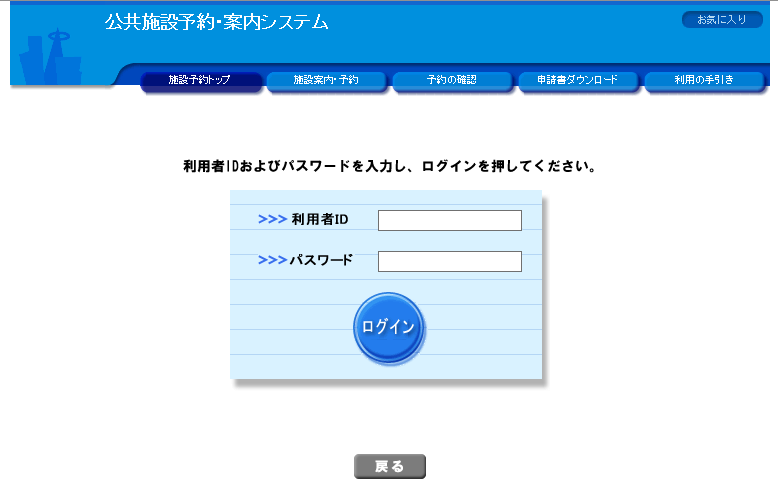 公共施設予約・案内システム
お気に入り
施設予約トップ 施設案内・予約 予約の確認 申請書ダウンロード 利用の手引き
利用者IDおよびパスワードを入力し、ログインを押してください。
>>> 利用者ID
>>> パスワード
ログイン
戻る